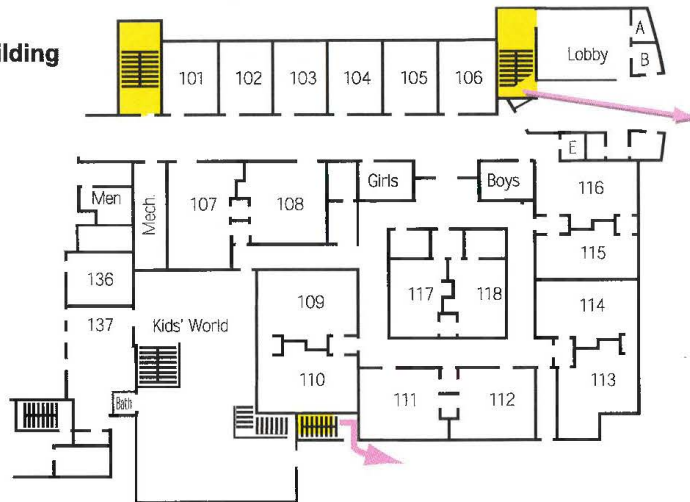 ilding
A
Lobby
B
101 102 103 104 105 106
E
Men
Mech.
107
108
Girls
Boys
116
115
136
117
118
137
Kids' World
109
114
110
113
Bath
111
112